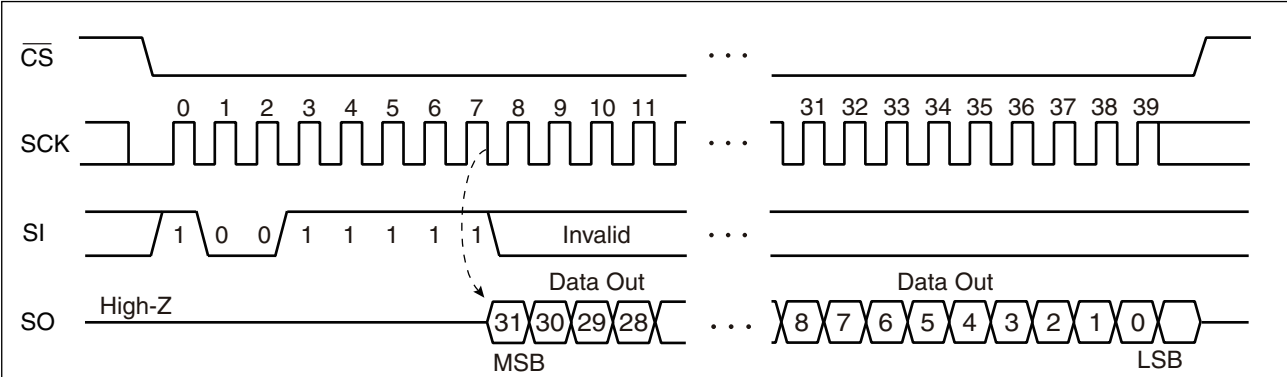 C̅S̅ . . .
0 1 2 3 4 5 6 7 8 9 10 11 31 32 33 34 35 36 37 38 39
SCK . . .
SI 1 0 0 1 1 1 1 1 Invalid . . .
Data Out Data Out
High-Z
SO 31 30 29 28 . . . 8 7 6 5 4 3 2 1 0
MSB LSB